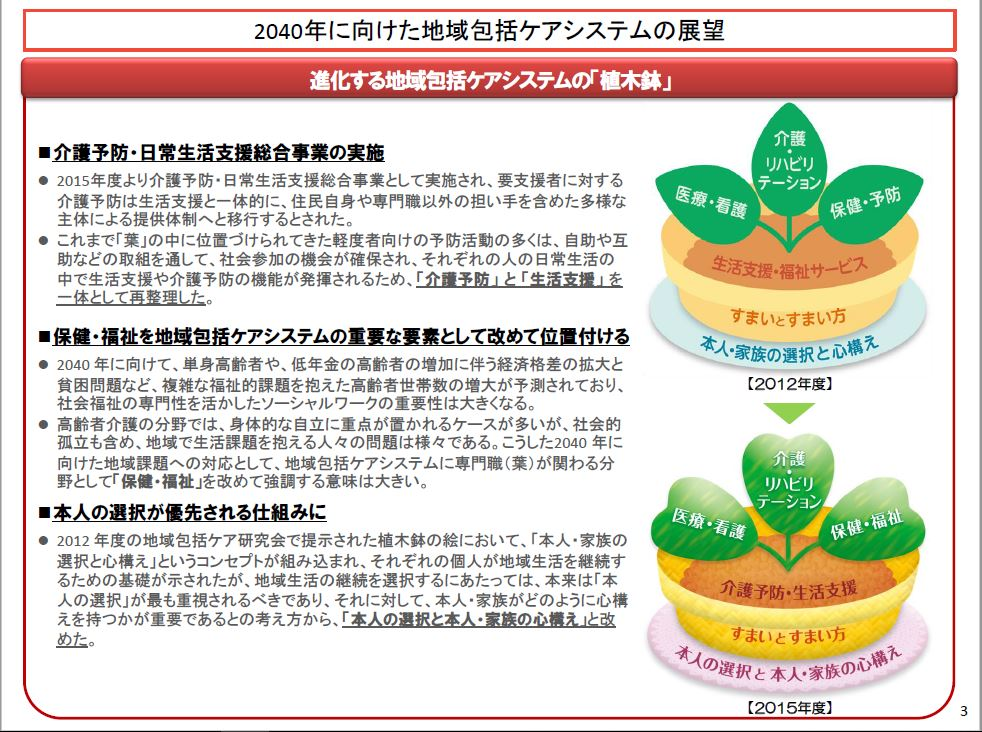 2040年に向けた地域包括ケアシステムの展望
進化する地域包括ケアシステムの「植木鉢」
■介護予防・日常生活支援総合事業の実施
● 2015年度より介護予防・日常生活支援総合事業として実施され、要支援者に対する
介護予防は生活支援と一体的に、住民自身や専門職以外の担い手を含めた多様な
主体による提供体制へと移行するとされた。
● これまで「葉」の中に位置づけられてきた軽度者向けの予防活動の多くは、自助や互
助などの取組を通して、社会参加の機会が確保され、それぞれの人の日常生活の
中で生活支援や介護予防の機能が発揮されるため、「介護予防」と「生活支援」を
一体として再整理した。
■保健・福祉を地域包括ケアシステムの重要な要素として改めて位置付ける
● 2040 年に向けて、単身高齢者や、低年金の高齢者の増加に伴う経済格差の拡大と
貧困問題など、複雑な福祉的課題を抱えた高齢者世帯数の増大が予測されており、
社会福祉の専門性を活かしたソーシャルワークの重要性は大きくなる。
● 高齢者介護の分野では、身体的な自立に重点が置かれるケースが多いが、社会的
孤立も含め、地域で生活課題を抱える人々の問題は様々である。こうした2040 年に
向けた地域課題への対応として、地域包括ケアシステムに専門職（葉）が関わる分
野として「保健・福祉」を改めて強調する意味は大きい。
■本人の選択が優先される仕組みに
● 2012 年度の地域包括ケア研究会で提示された植木鉢の絵において、「本人・家族の
選択と心構え」というコンセプトが組み込まれ、それぞれの個人が地域生活を継続す
るための基礎が示されたが、地域生活の継続を選択するにあたっては、本来は「本
人の選択」が最も重視されるべきであり、それに対して、本人・家族がどのように心構
えを持つかが重要であるとの考え方から、「本人の選択と本人・家族の心構え」と改
めた。
介護
・
リハビリ
テーション
医療・看護
保健・予防
生活支援・福祉サービス
すまいとすまい方
本人・家族の選択と心構え
【2012年度】
介護
・
リハビリ
テーション
医療・看護
保健・福祉
介護予防・生活支援
すまいとすまい方
本人の選択と本人・家族の心構え
【2015年度】
3